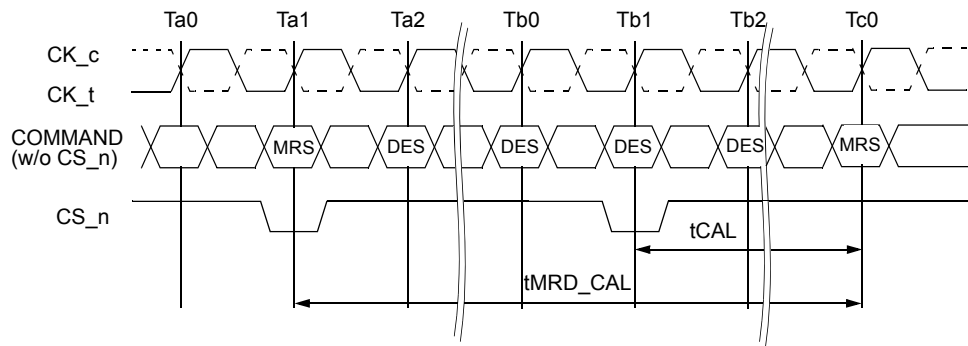 Ta0 Ta1 Ta2 Tb0 Tb1 Tb2 Tc0
CK_c
CK_t
COMMAND
(w/o CS_n)
MRS DES DES DES DES MRS
CS_n
tCAL
tMRD_CAL